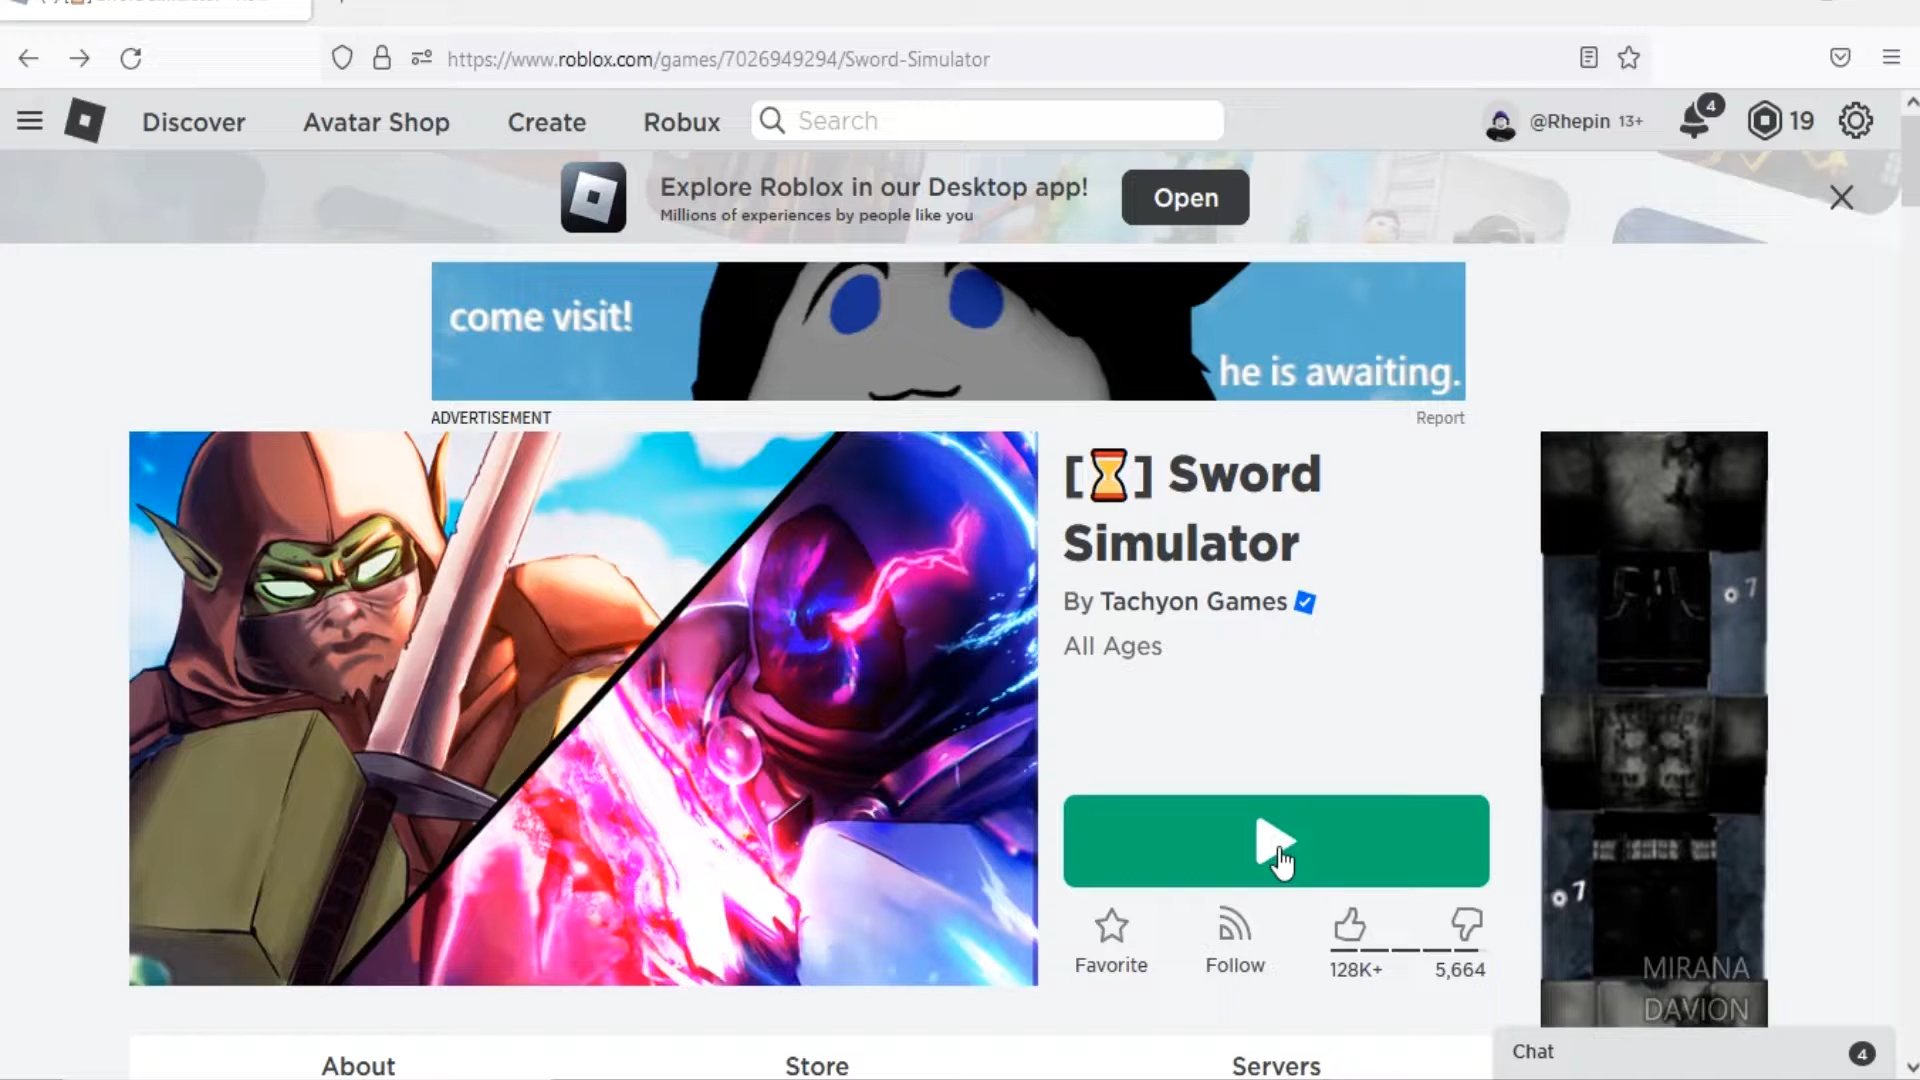 https://www.roblox.com/games/7026949294/Sword-Simulator
Discover
Avatar Shop
Create
Robux
Search
@Rhepin 13+
4
19
Explore Roblox in our Desktop app!
Millions of experiences by people like you
Open
come visit!
he is awaiting.
ADVERTISEMENT
Report
[⏳] Sword
Simulator
By Tachyon Games
All Ages
Favorite
Follow
128K+
5,664
07
07
MIRANA
DAVION
About
Store
Servers
Chat
4